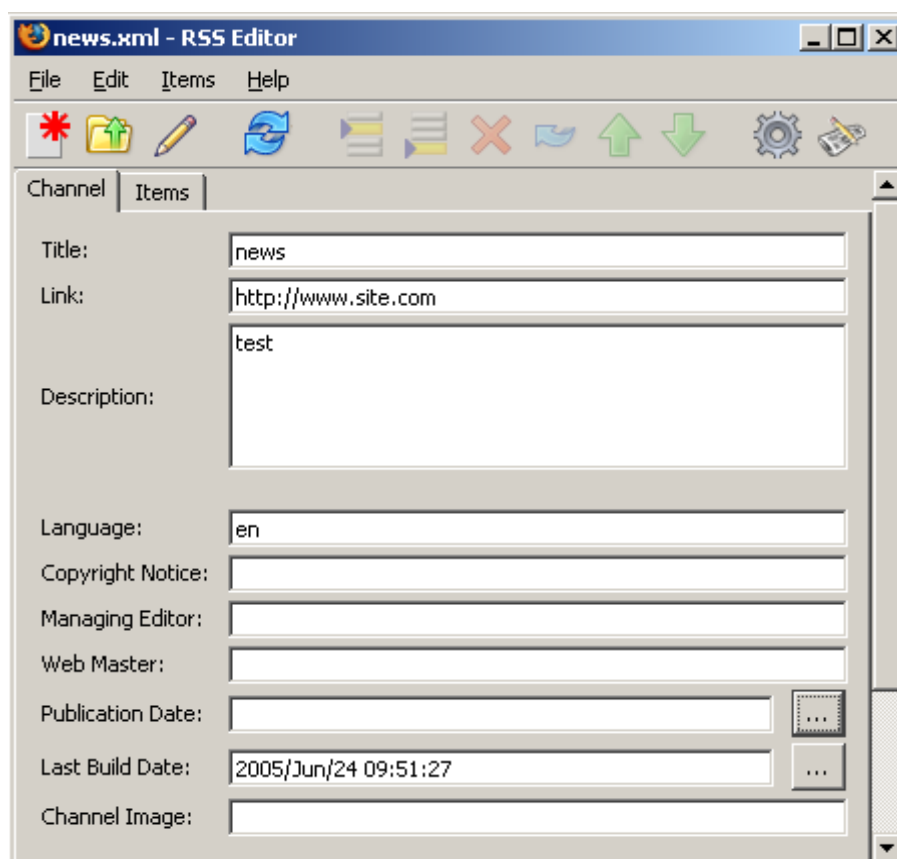 news.xml - RSS Editor
File Edit Items Help
Channel Items
Title: news
Link: http://www.site.com
Description: test
Language: en
Copyright Notice:
Managing Editor:
Web Master:
Publication Date: ...
Last Build Date: 2005/Jun/24 09:51:27 ...
Channel Image: